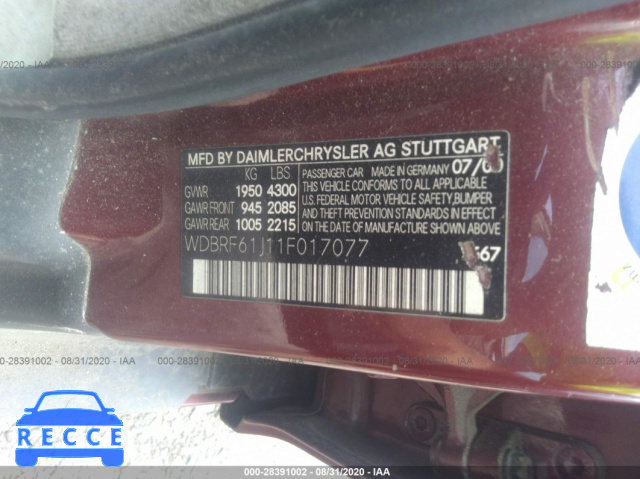 000-28391002 - 08/31/2020 - IAA
MFD BY DAIMLERCHRYSLER AG STUTTGART
KG LBS
GVWR 1950 4300
GAWR FRONT 945 2085
GAWR REAR 1005 2215
PASSENGER CAR MADE IN GERMANY
THIS VEHICLE CONFORMS TO ALL APPLICABLE
U.S. FEDERAL MOTOR VEHICLE SAFETY,BUMPER
AND THEFT PREVENTION STANDARDS IN
EFFECT ON THE DATE OF
MANUFACTURE SHOWN ABOVE
WDBRF61J11F017077
000-28391002 - 08/31/2020 - IAA
RECCE
000-28391002 - 08/31/2020 - IAA